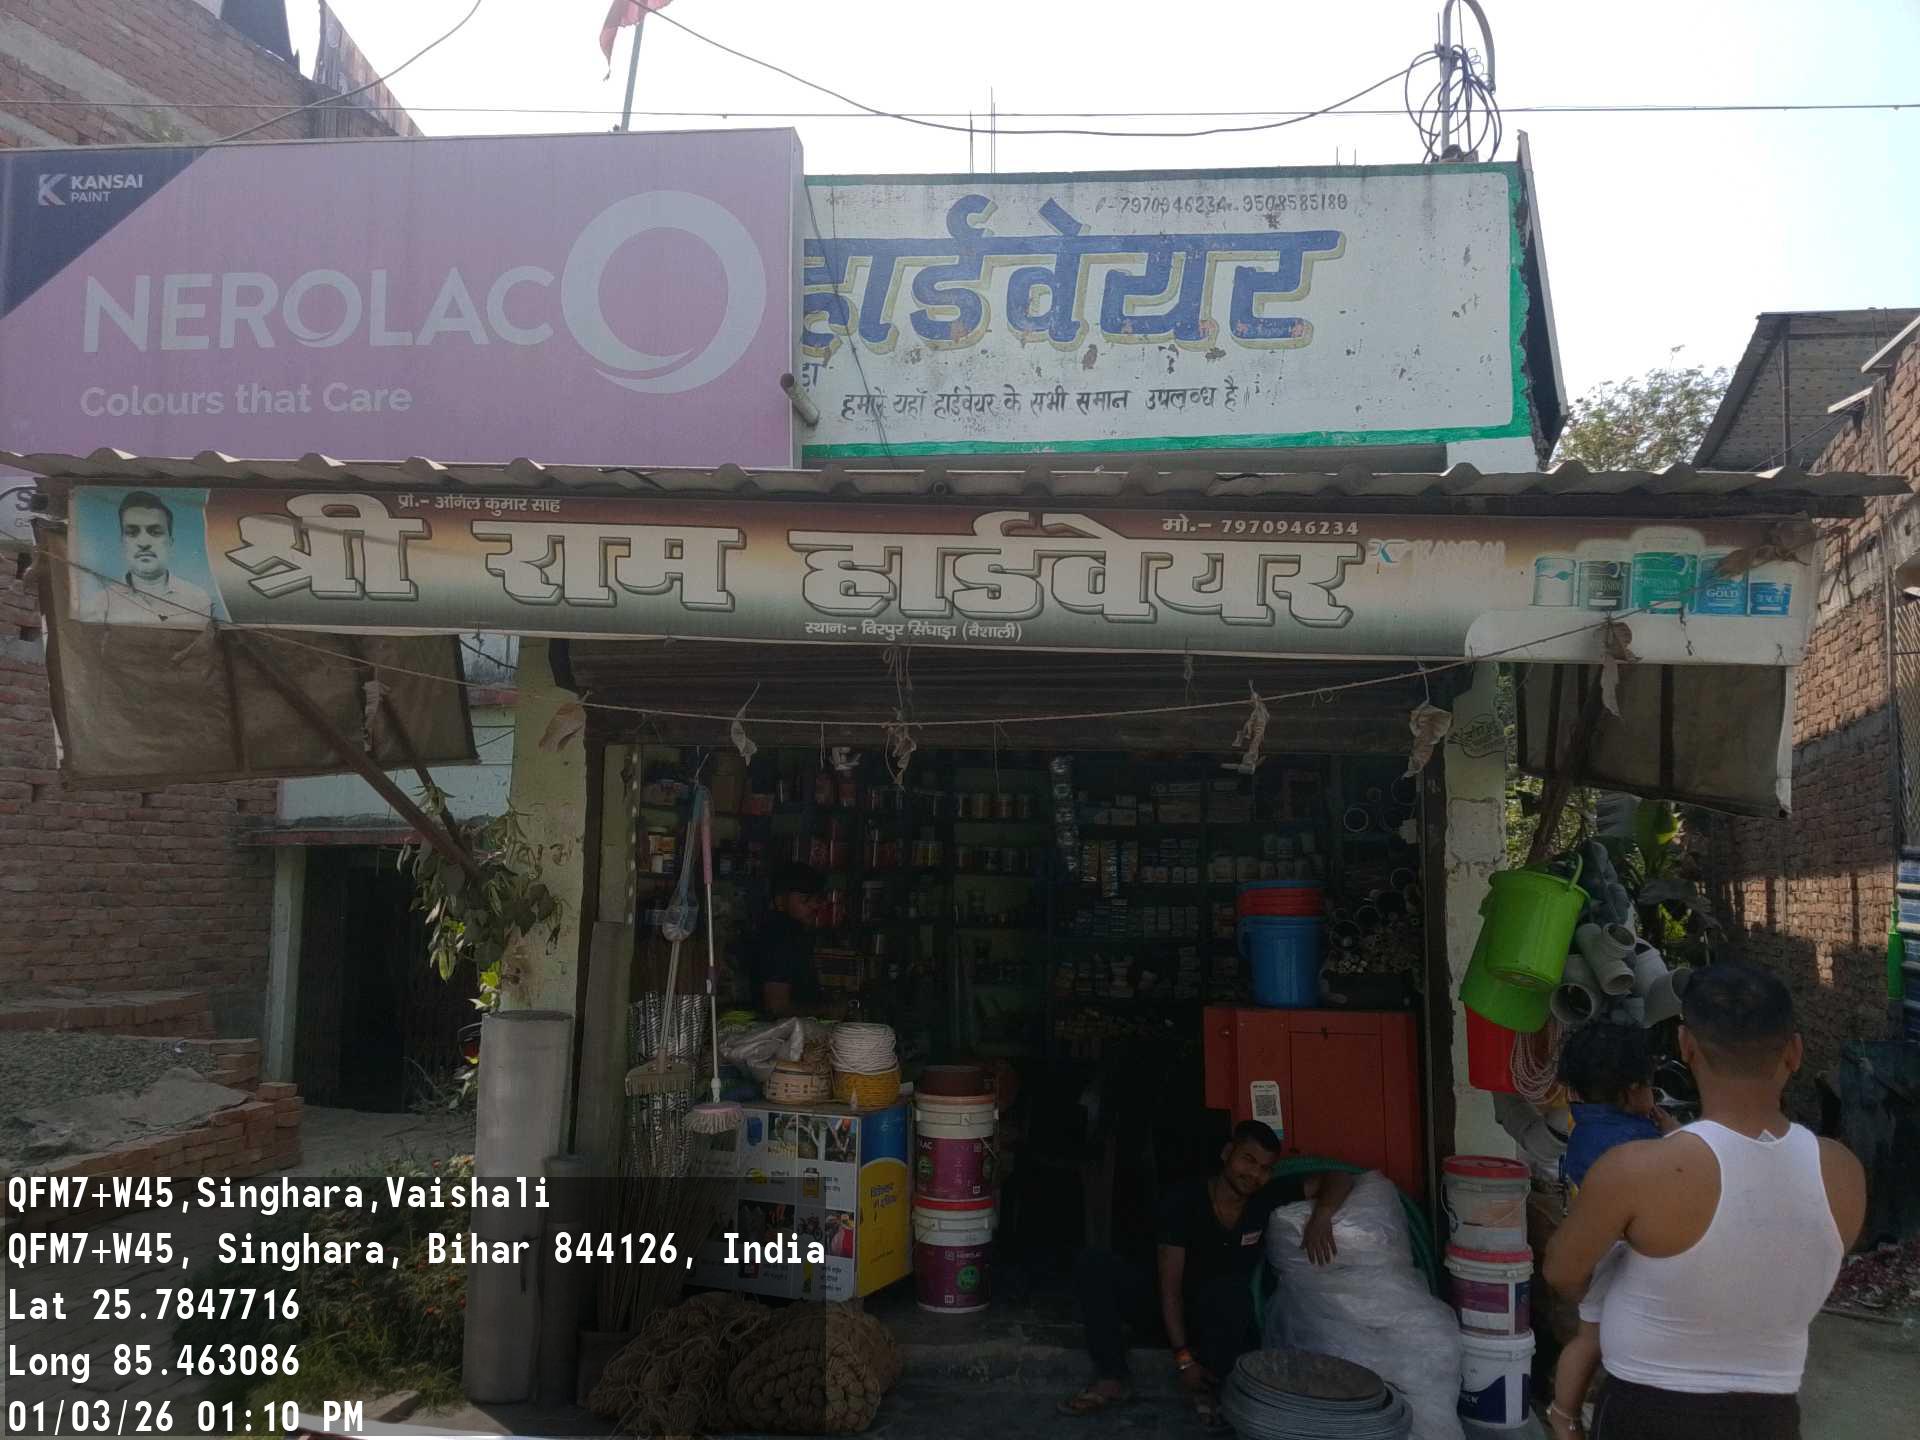 KANSAI
PAINT
NEROLAC
Colours that Care
7970946234, 9508585180
हार्डवेयर
हमारे यहाँ हार्डवेयर के सभी समान उपलब्ध है।
प्रो.- अनिल कुमार साह
मो.- 7970946234
श्री राम हार्डवेयर
KANSAI
स्थान:- विरपुर सिंघाड़ा (वैशाली)
GOLD
QFM7+W45,Singhara,Vaishali
QFM7+W45, Singhara, Bihar 844126, India
Lat 25.7847716
Long 85.463086
01/03/26 01:10 PM